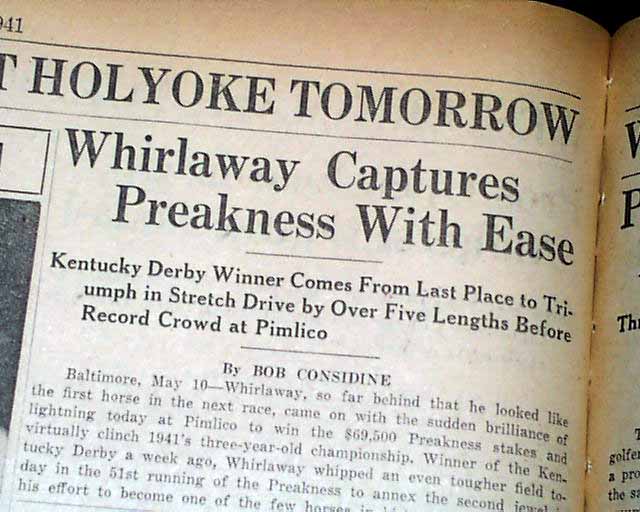 941
T HOLYOKE TOMORROW
Whirlaway Captures
Preakness With Ease
Kentucky Derby Winner Comes From Last Place to Tri-
umph in Stretch Drive by Over Five Lengths Before
Record Crowd at Pimlico
By BOB CONSIDINE
Baltimore, May 10—Whirlaway, so far behind that he looked like
the first horse in the next race, came on with the sudden brilliance of
lightning today at Pimlico to win the $69,500 Preakness stakes and
virtually clinch 1941's three-year-old championship. Winner of the Ken-
tucky Derby a week ago, Whirlaway whipped an even tougher field to-
day in the 51st running of the Preakness to annex the second jewel
his effort to become one of the few horses in
W
P
Thr
T
golfer
a pro
the sa